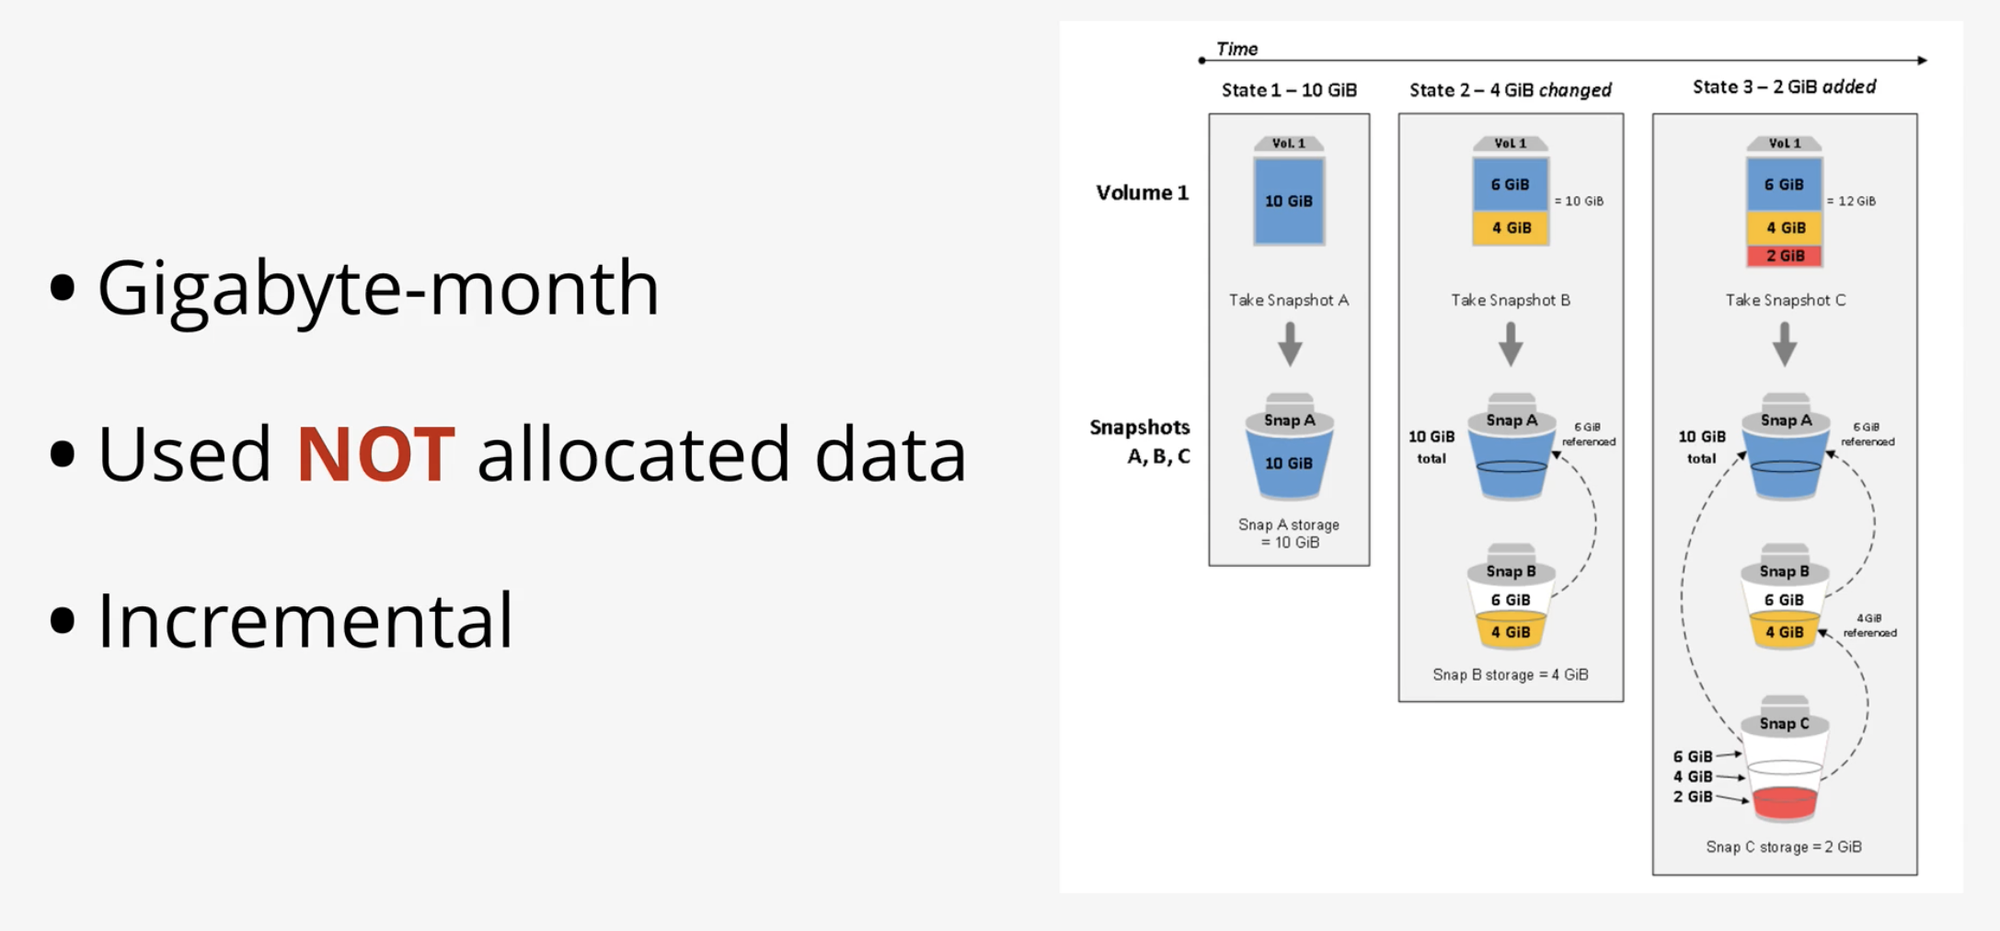 • Gigabyte-month
• Used NOT allocated data
• Incremental
Time
State 1 – 10 GiB
State 2 – 4 GiB changed
State 3 – 2 GiB added
Volume 1
Vol. 1
10 GiB
Vol 1
6 GiB
= 10 GiB
4 GiB
Vol 1
6 GiB
= 12 GiB
4 GiB
2 GiB
Take Snapshot A
Take Snapshot B
Take Snapshot C
Snapshots
A, B, C
Snap A
10 GiB
Snap A storage
= 10 GiB
10 GiB
total
Snap A
6 GiB
referenced
Snap B
6 GiB
4 GiB
Snap B storage = 4 GiB
10 GiB
total
Snap A
6 GiB
referenced
Snap B
6 GiB
4 GiB
4 GiB
referenced
Snap C
6 GiB
4 GiB
2 GiB
Snap C storage = 2 GiB